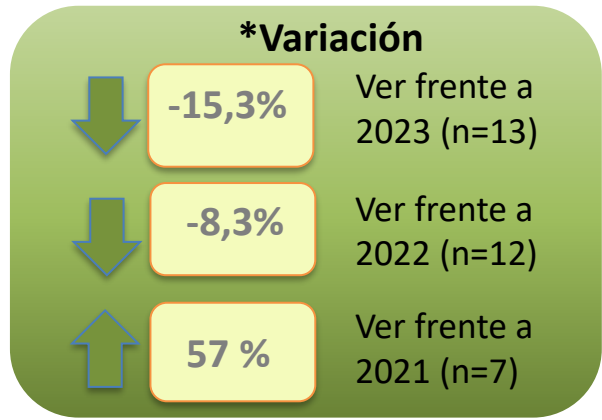 *Variación
-15,3%
Ver frente a
2023 (n=13)
-8,3%
Ver frente a
2022 (n=12)
57 %
Ver frente a
2021 (n=7)